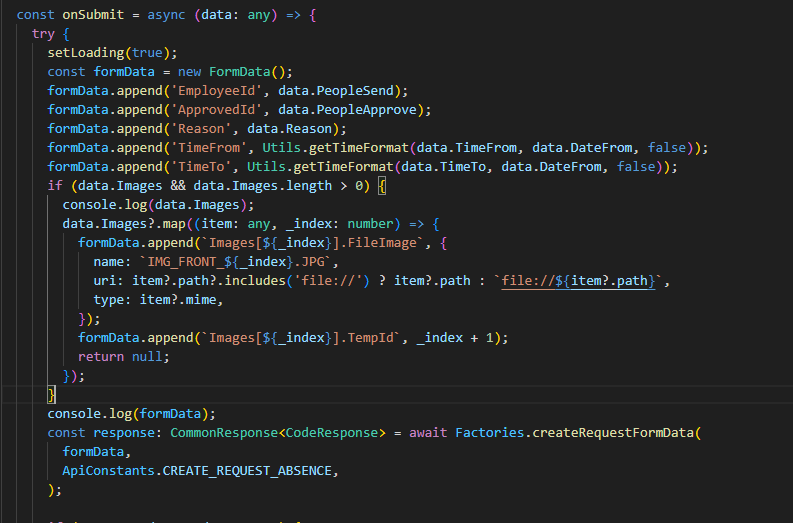 const onSubmit = async (data: any) => {
try {
setLoading(true);
const formData = new FormData();
formData.append('EmployeeId', data.PeopleSend);
formData.append('ApprovedId', data.PeopleApprove);
formData.append('Reason', data.Reason);
formData.append('TimeFrom', Utils.getTimeFormat(data.TimeFrom, data.DateFrom, false));
formData.append('TimeTo', Utils.getTimeFormat(data.TimeTo, data.DateFrom, false));
if (data.Images && data.Images.length > 0) {
console.log(data.Images);
data.Images?.map((item: any, _index: number) => {
formData.append(`Images[${_index}].FileImage`, {
name: `IMG_FRONT_${_index}.JPG`,
uri: item?.path?.includes('file://') ? item?.path : `file://${item?.path}`,
type: item?.mime,
});
formData.append(`Images[${_index}].TempId`, _index + 1);
return null;
});
}
console.log(formData);
const response: CommonResponse<CodeResponse> = await Factories.createRequestFormData(
formData,
ApiConstants.CREATE_REQUEST_ABSENCE,
);